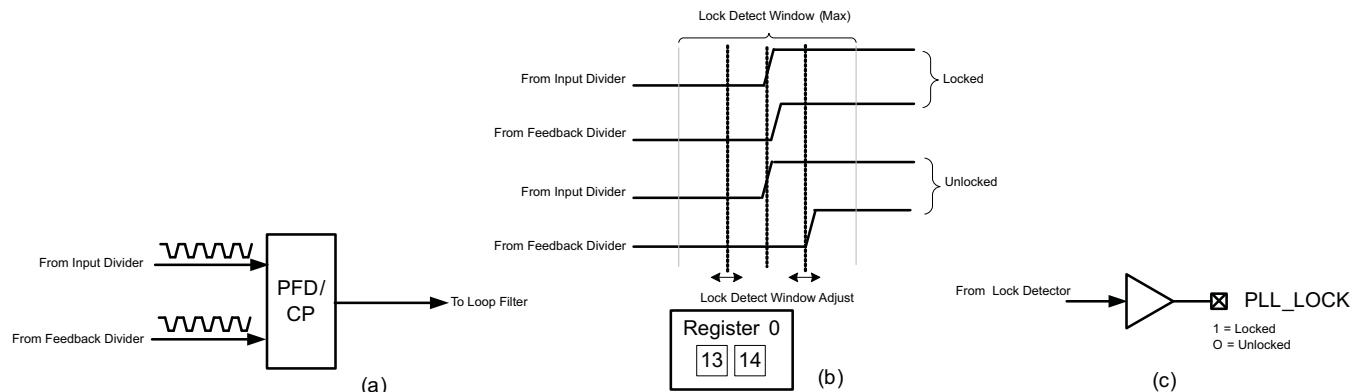 From Input Divider
From Feedback Divider
PFD/
CP
To Loop Filter
(a)
Lock Detect Window (Max)
From Input Divider
From Feedback Divider
Locked
From Input Divider
From Feedback Divider
Unlocked
Lock Detect Window Adjust
Register 0
13 14
(b)
From Lock Detector
PLL_LOCK
1 = Locked
O = Unlocked
(c)